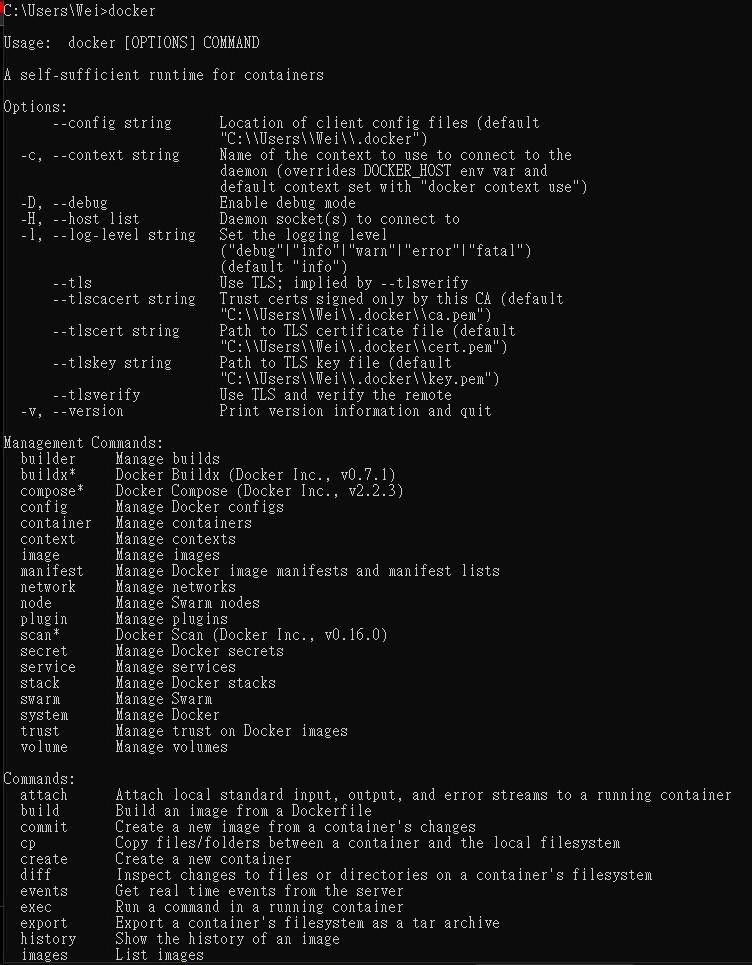 C:\Users\Wei>docker
Usage:  docker [OPTIONS] COMMAND
A self-sufficient runtime for containers
Options:
      --config string      Location of client config files (default
                           "C:\\Users\\Wei\\.docker")
  -c, --context string     Name of the context to use to connect to the
                           daemon (overrides DOCKER_HOST env var and
                           default context set with "docker context use")
  -D, --debug              Enable debug mode
  -H, --host list          Daemon socket(s) to connect to
  -l, --log-level string   Set the logging level
                           ("debug"|"info"|"warn"|"error"|"fatal")
                           (default "info")
      --tls                Use TLS; implied by --tlsverify
      --tlscacert string   Trust certs signed only by this CA (default
                           "C:\\Users\\Wei\\.docker\\ca.pem")
      --tlscert string     Path to TLS certificate file (default
                           "C:\\Users\\Wei\\.docker\\cert.pem")
      --tlskey string      Path to TLS key file (default
                           "C:\\Users\\Wei\\.docker\\key.pem")
      --tlsverify          Use TLS and verify the remote
  -v, --version            Print version information and quit
Management Commands:
  builder     Manage builds
  buildx*     Docker Buildx (Docker Inc., v0.7.1)
  compose*    Docker Compose (Docker Inc., v2.2.3)
  config      Manage Docker configs
  container   Manage containers
  context     Manage contexts
  image       Manage images
  manifest    Manage Docker image manifests and manifest lists
  network     Manage networks
  node        Manage Swarm nodes
  plugin      Manage plugins
  scan*       Docker Scan (Docker Inc., v0.16.0)
  secret      Manage Docker secrets
  service     Manage services
  stack       Manage Docker stacks
  swarm       Manage Swarm
  system      Manage Docker
  trust       Manage trust on Docker images
  volume      Manage volumes
Commands:
  attach      Attach local standard input, output, and error streams to a running container
  build       Build an image from a Dockerfile
  commit      Create a new image from a container's changes
  cp          Copy files/folders between a container and the local filesystem
  create      Create a new container
  diff        Inspect changes to files or directories on a container's filesystem
  events      Get real time events from the server
  exec        Run a command in a running container
  export      Export a container's filesystem as a tar archive
  history     Show the history of an image
  images      List images